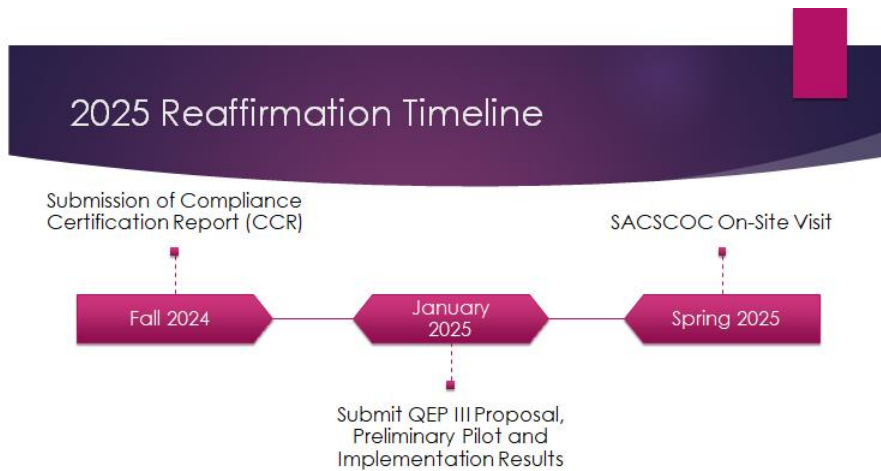 2025 Reaffirmation Timeline
Submission of Compliance
Certification Report (CCR)
SACSCOC On-Site Visit
Fall 2024
January
2025
Spring 2025
Submit QEP III Proposal,
Preliminary Pilot and
Implementation Results